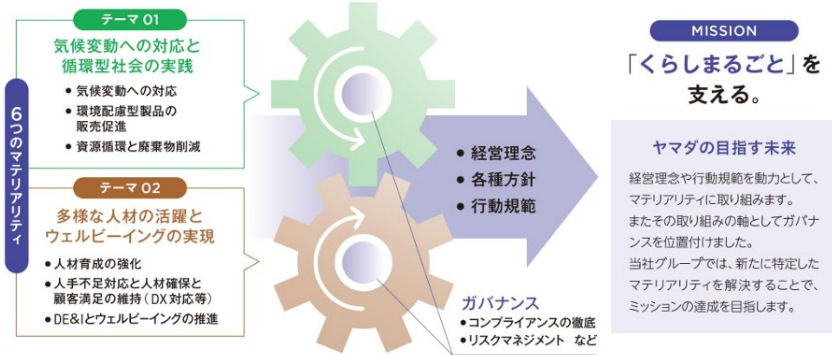 6つのマテリアリティ
テーマ 01
気候変動への対応と
循環型社会の実践
● 気候変動への対応
● 環境配慮型製品の
販売促進
● 資源循環と廃棄物削減
テーマ 02
多様な人材の活躍と
ウェルビーイングの実現
● 人材育成の強化
● 人手不足対応と人材確保と
顧客満足の維持（DX対応等）
● DE&Iとウェルビーイングの推進
● 経営理念
● 各種方針
● 行動規範
ガバナンス
● コンプライアンスの徹底
● リスクマネジメント など
MISSION
「くらしまるごと」を
支える。
ヤマダの目指す未来
経営理念や行動規範を動力として、
マテリアリティに取り組みます。
またその取り組みの軸としてガバナ
ンスを位置付けました。
当社グループでは、新たに特定した
マテリアリティを解決することで、
ミッションの達成を目指します。